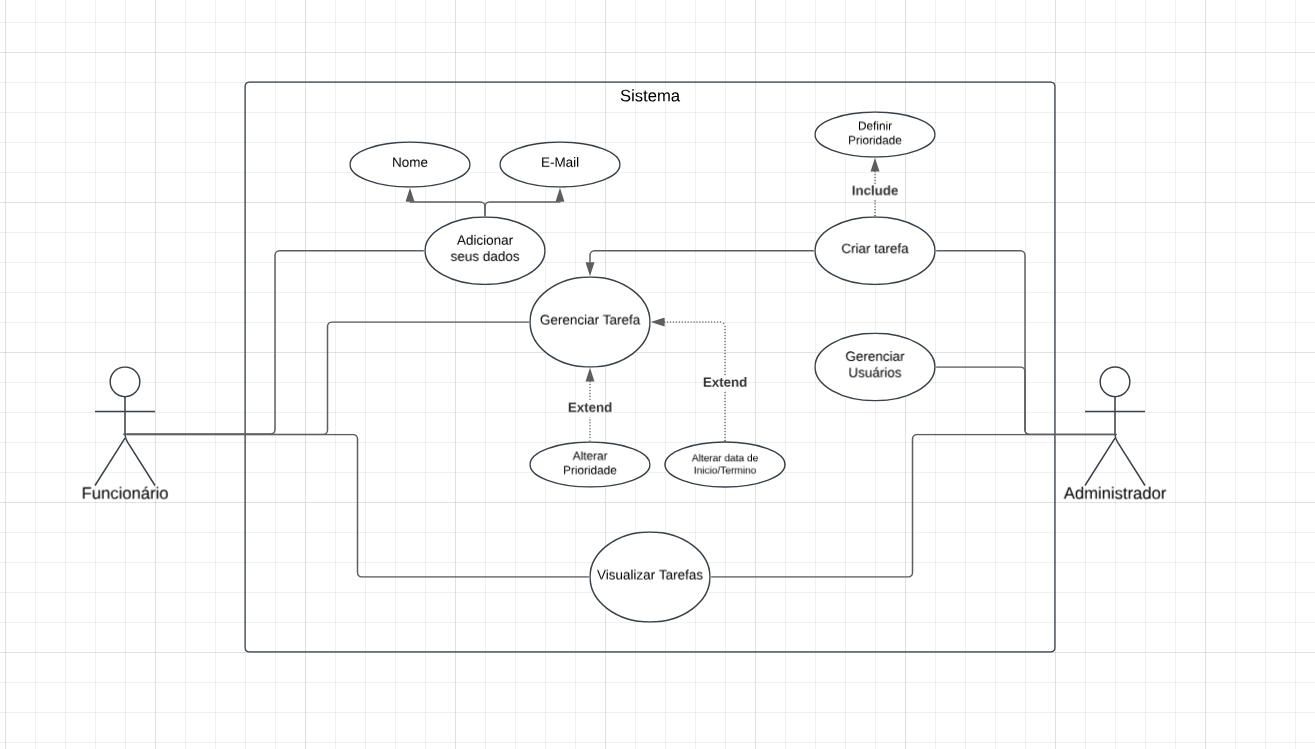 Sistema
Definir
Prioridade
Nome
E-Mail
Include
Adicionar
seus dados
Criar tarefa
Gerenciar Tarefa
Gerenciar
Usuários
Extend
Extend
Alterar
Prioridade
Alterar data de
Inicio/Termino
Funcionário
Administrador
Visualizar Tarefas